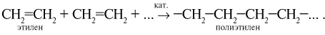 CH₂=CH₂ + CH₂=CH₂ + ... кат. → –CH₂–CH₂–CH₂–CH₂– ... .
этилен полиэтилен